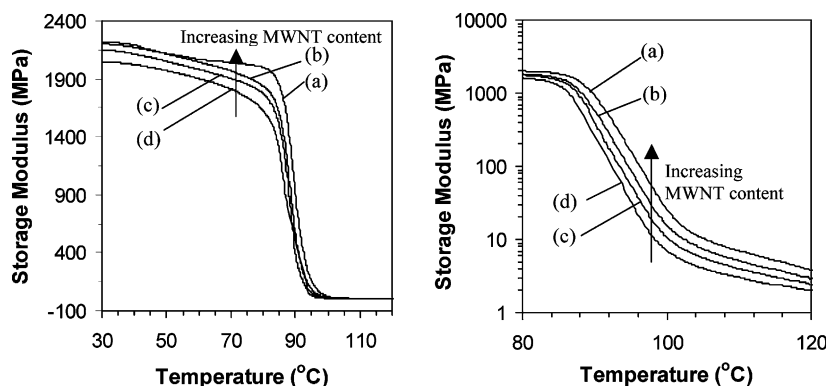 2400
1900
1400
900
400
-100
Storage Modulus (MPa)
Increasing MWNT content
(b)
(a)
(c)
(d)
30
50
70
90
110
Temperature (°C)
10000
1000
100
10
1
Storage Modulus (MPa)
(a)
(b)
Increasing
MWNT content
(d)
(c)
80
100
120
Temperature (°C)